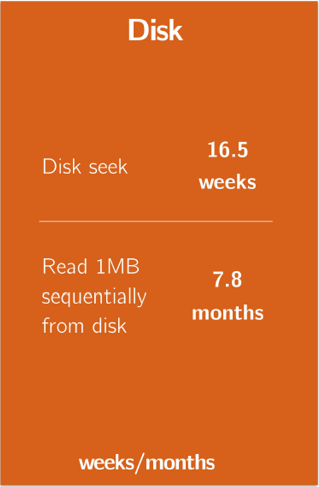 Disk
Disk seek
16.5
weeks
Read 1MB
sequentially
from disk
7.8
months
weeks/months